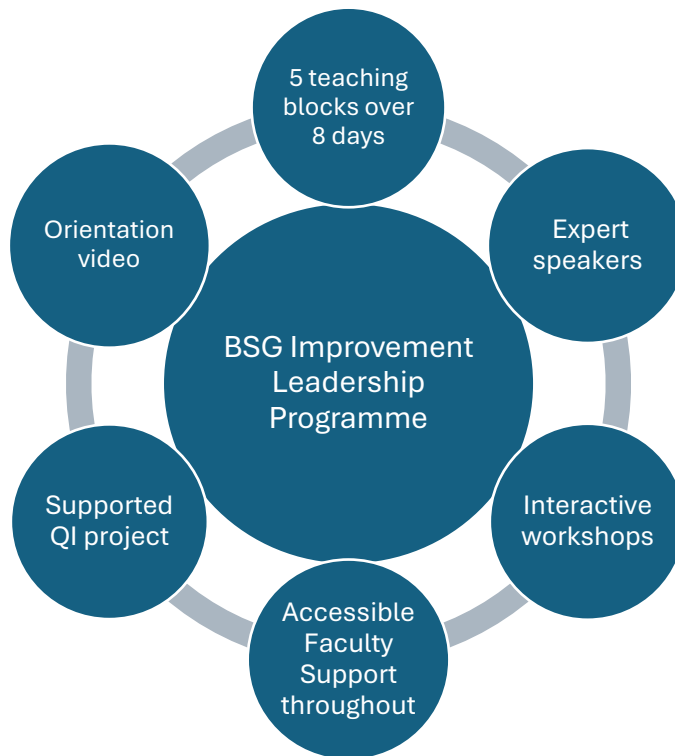 5 teaching
blocks over
8 days
Expert
speakers
Interactive
workshops
Accessible
Faculty
Support
throughout
Supported
QI project
Orientation
video
BSG Improvement
Leadership
Programme